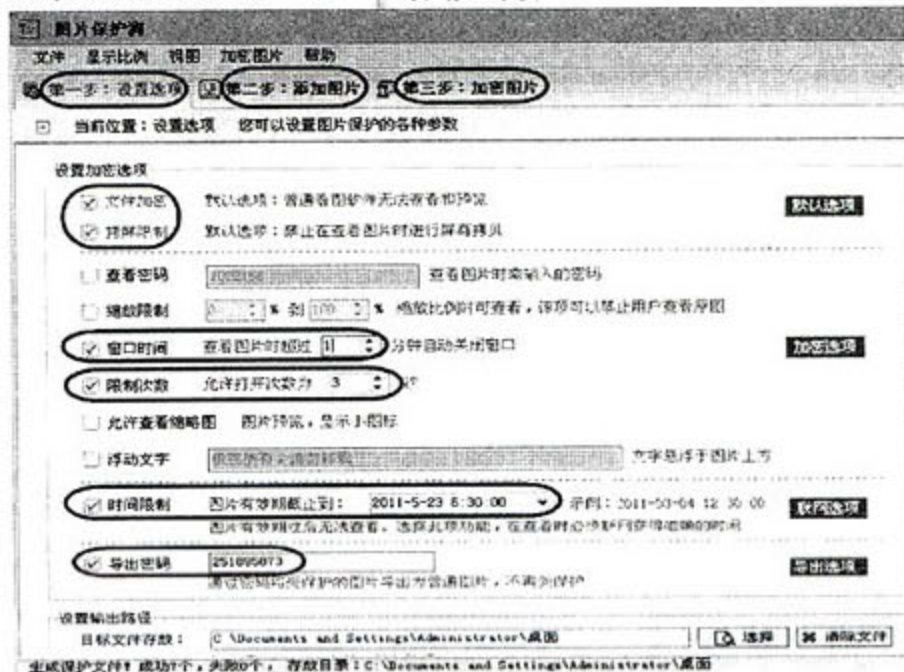 图片保护狗
文件 显示比例 视图 加密图片 帮助
第一步：设置选项 第二步：添加图片 第三步：加密图片
当前位置：设置选项 您可以设置图片保护的各种参数
设置加密选项
文件加密 默认选项：普通看图软件无法查看和预览 默认选项
拷屏限制 默认选项：禁止在查看图片时进行屏幕拷贝
查看密码 查看图片时需输入的密码
缩放限制 % 到 100 % 缩放比例时可查看，该项可以禁止用户查看原图
窗口时间 查看图片时超过 1 分钟自动关闭窗口 加密选项
限制次数 允许打开次数为 3 次
允许查看缩略图 图片预览，显示小图标
浮动文字 文字悬浮于图片上方
时间限制 图片有效期截止到： 2011-5-23 6:30:00 示例：2011-03-04 12:30:00 联网选项
图片有效期过后无法查看。选择此项功能，在查看时必须联网获得准确的时间
导出密码 251895873 导出选项
通过密码将受保护的图片导出为普通图片，不再受保护
设置输出路径
目标文件存放： C:\Documents and Settings\Administrator\桌面 选择 清除文件
生成保护文件！成功7个，失败0个， 存放目录：C:\Documents and Settings\Administrator\桌面